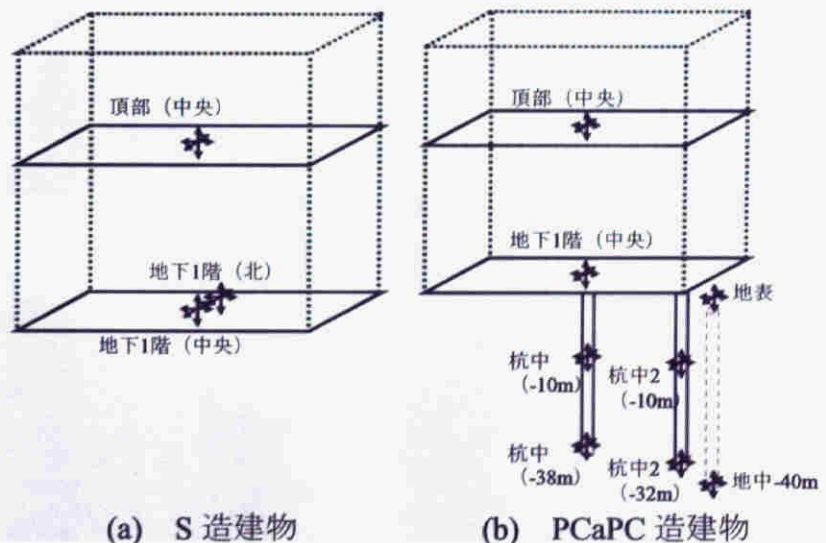 頂部（中央）
地下1階（北）
地下1階（中央）
(a) S 造建物
頂部（中央）
地下1階（中央）
地表
杭中
（-10m）
杭中2
（-10m）
杭中
（-38m）
杭中2
（-32m）
地中-40m
(b) PCaPC 造建物